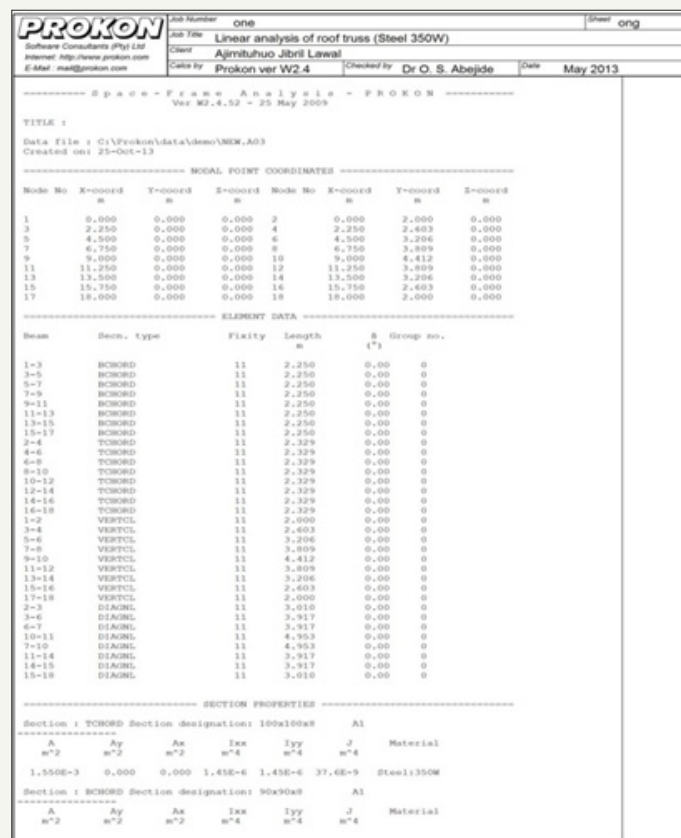 PROKON
Software Consultants (Pty) Ltd
Internet: http://www.prokon.com
E-Mail : mail@prokon.com
Job Number one Sheet ong
Job Title Linear analysis of roof truss (Steel 350W)
Client Ajimituhuo Jibril Lawal
Calcs by Prokon ver W2.4 Checked by Dr O. S. Abejide Date May 2013
---------- S p a c e - F r a m e  A n a l y s i s  -  P R O K O N -----------
Ver W2.4.52 - 25 May 2009
TITLE :
Data file : C:\Prokon\data\demo\NEW.A03
Created on: 25-Oct-13
NODAL POINT COORDINATES
Node No X-coord Y-coord Z-coord Node No X-coord Y-coord Z-coord
m m m m m m
1 0.000 0.000 0.000 2 0.000 2.000 0.000
3 2.250 0.000 0.000 4 2.250 2.603 0.000
5 4.500 0.000 0.000 6 4.500 3.206 0.000
7 6.750 0.000 0.000 8 6.750 3.809 0.000
9 9.000 0.000 0.000 10 9.000 4.412 0.000
11 11.250 0.000 0.000 12 11.250 3.809 0.000
13 13.500 0.000 0.000 14 13.500 3.206 0.000
15 15.750 0.000 0.000 16 15.750 2.603 0.000
17 18.000 0.000 0.000 18 18.000 2.000 0.000
ELEMENT DATA
Beam Secn. type Fixity Length ß Group no.
m (°)
1-3 BCHORD 11 2.250 0.00 0
3-5 BCHORD 11 2.250 0.00 0
5-7 BCHORD 11 2.250 0.00 0
7-9 BCHORD 11 2.250 0.00 0
9-11 BCHORD 11 2.250 0.00 0
11-13 BCHORD 11 2.250 0.00 0
13-15 BCHORD 11 2.250 0.00 0
15-17 BCHORD 11 2.250 0.00 0
2-4 TCHORD 11 2.329 0.00 0
4-6 TCHORD 11 2.329 0.00 0
6-8 TCHORD 11 2.329 0.00 0
8-10 TCHORD 11 2.329 0.00 0
10-12 TCHORD 11 2.329 0.00 0
12-14 TCHORD 11 2.329 0.00 0
14-16 TCHORD 11 2.329 0.00 0
16-18 TCHORD 11 2.329 0.00 0
1-2 VERTCL 11 2.000 0.00 0
3-4 VERTCL 11 2.603 0.00 0
5-6 VERTCL 11 3.206 0.00 0
7-8 VERTCL 11 3.809 0.00 0
9-10 VERTCL 11 4.412 0.00 0
11-12 VERTCL 11 3.809 0.00 0
13-14 VERTCL 11 3.206 0.00 0
15-16 VERTCL 11 2.603 0.00 0
17-18 VERTCL 11 2.000 0.00 0
2-3 DIAGNL 11 3.010 0.00 0
3-6 DIAGNL 11 3.917 0.00 0
6-7 DIAGNL 11 3.917 0.00 0
10-11 DIAGNL 11 4.953 0.00 0
7-10 DIAGNL 11 4.953 0.00 0
11-14 DIAGNL 11 3.917 0.00 0
14-15 DIAGNL 11 3.917 0.00 0
15-18 DIAGNL 11 3.010 0.00 0
SECTION PROPERTIES
Section : TCHORD Section designation: 100x100x8 A1
A Ay Ax Ixx Iyy J Material
m^2 m^2 m^2 m^4 m^4 m^4
1.550E-3 0.000 0.000 1.45E-6 1.45E-6 37.6E-9 Steel:350W
Section : BCHORD Section designation: 90x90x8 A1
A Ay Ax Ixx Iyy J Material
m^2 m^2 m^2 m^4 m^4 m^4